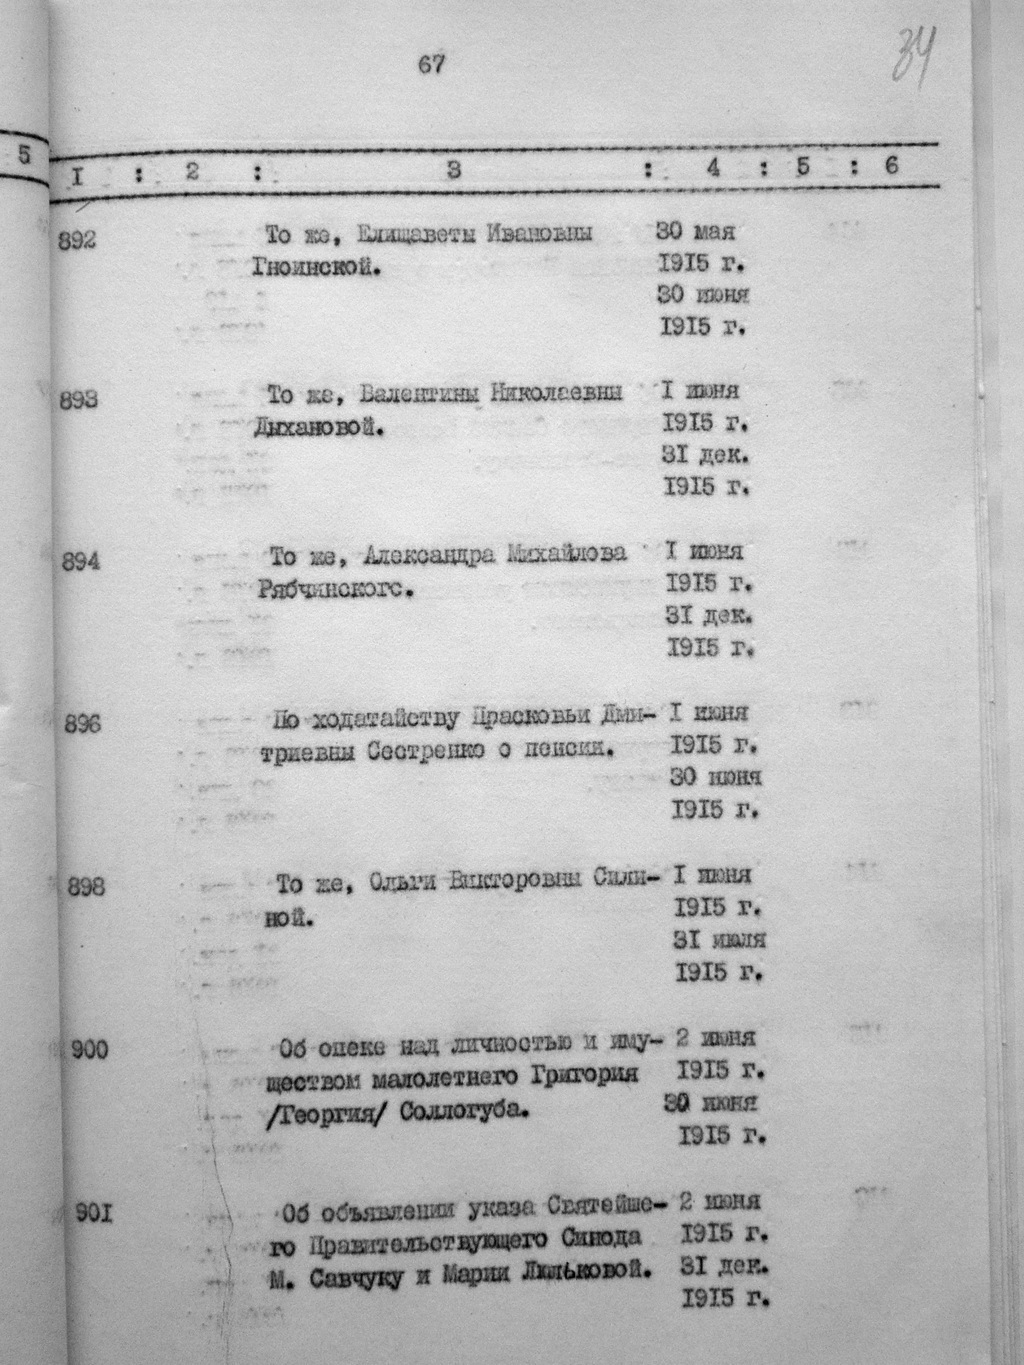 67
34
5
I : 2 : 3 : 4 : 5 : 6
892 То же, Елищаветы Ивановны 30 мая
Гноинской. 1915 г.
30 июня
1915 г.
893 То же, Валентины Николаевны I июня
Дыхановой. 1915 г.
31 дек.
1915 г.
894 То же, Александра Михайлова I июня
Рябчинского. 1915 г.
31 дек.
1915 г.
896 По ходатайству Прасковьи Дми- I июня
триевны Сестренко о пенсии. 1915 г.
30 июня
1915 г.
898 То же, Ольги Викторовны Сили- I июня
ной. 1915 г.
31 июля
1915 г.
900 Об опеке над личностью и иму- 2 июня
ществом малолетнего Григория 1915 г.
/Георгия/ Соллогуба. 30 июня
1915 г.
901 Об объявлении указа Святейше- 2 июня
го Правительствующего Синода 1915 г.
М. Савчуку и Марии Люльковой. 31 дек.
1915 г.